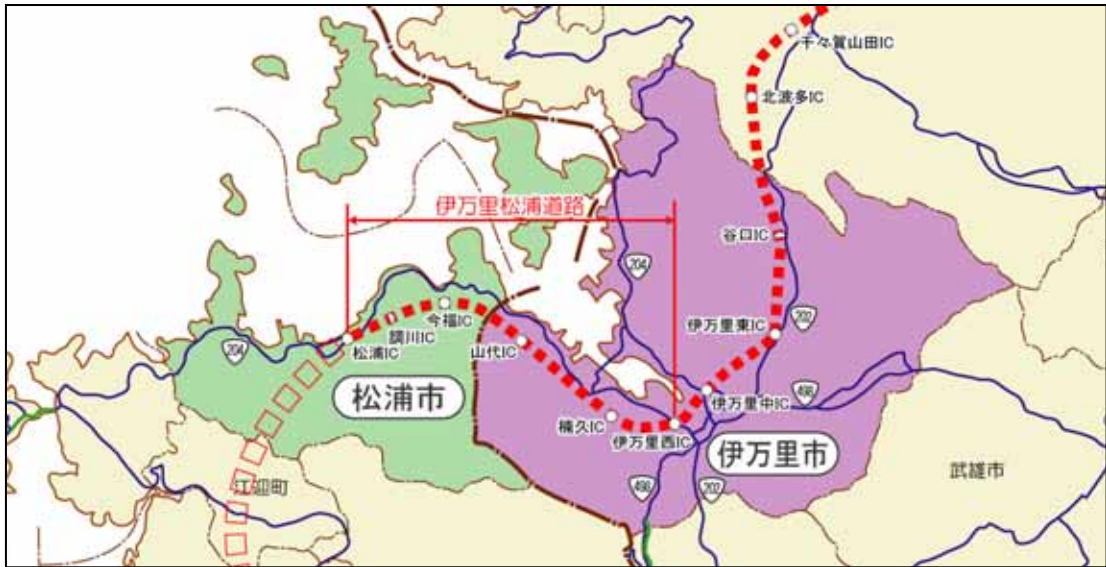 千々賀山田IC
北波多IC
伊万里松浦道路
谷口IC
204
202
伊万里東IC
今福IC
調川IC
松浦IC
204
山代IC
498
伊万里中IC
松浦市
楠久IC
伊万里西IC
伊万里市
武雄市
江迎町
498
202